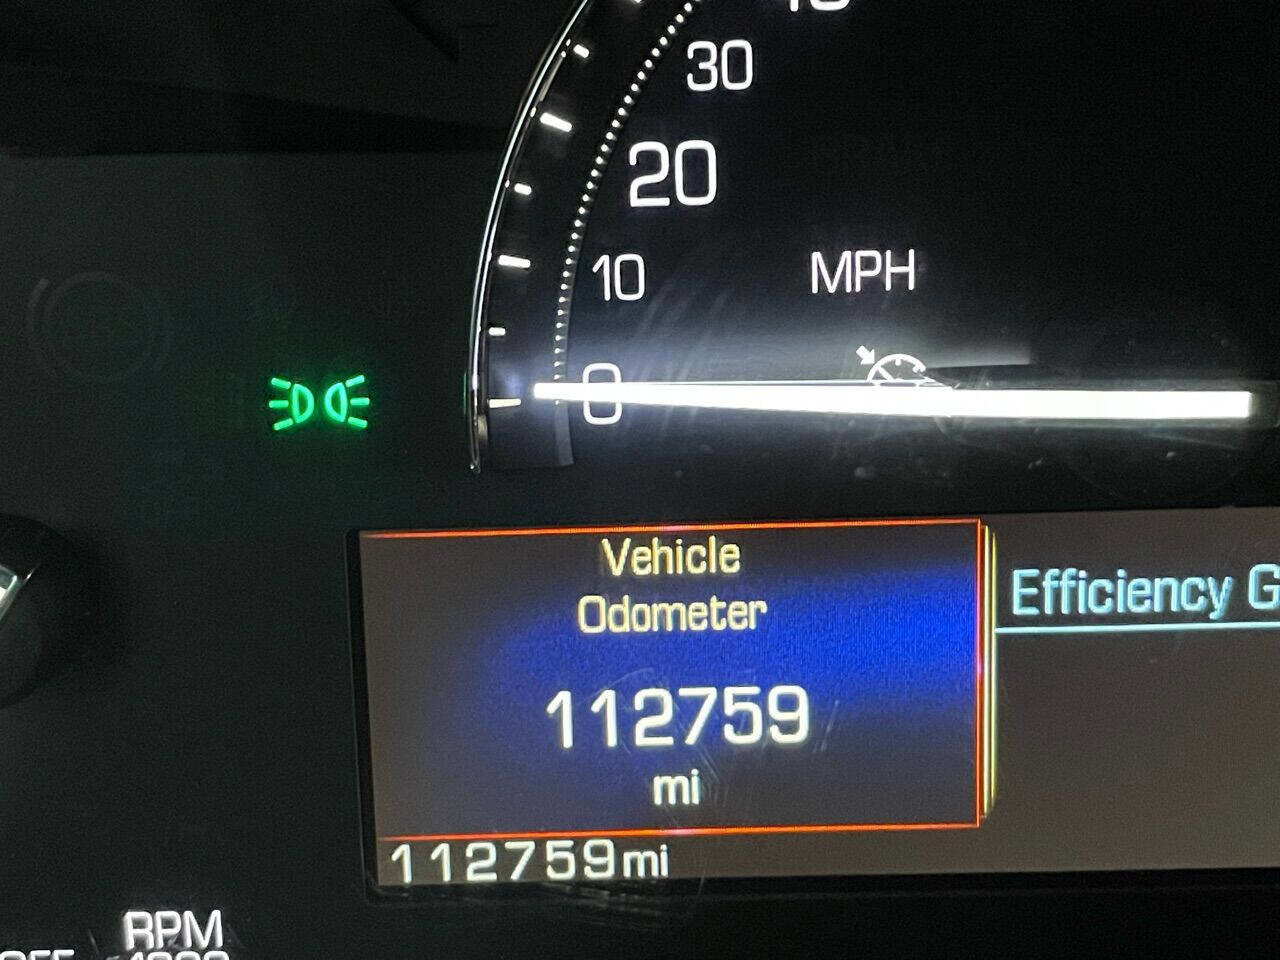 30
20
10
MPH
0
Vehicle
Odometer
Efficiency G
112759
mi
112759mi
RPM